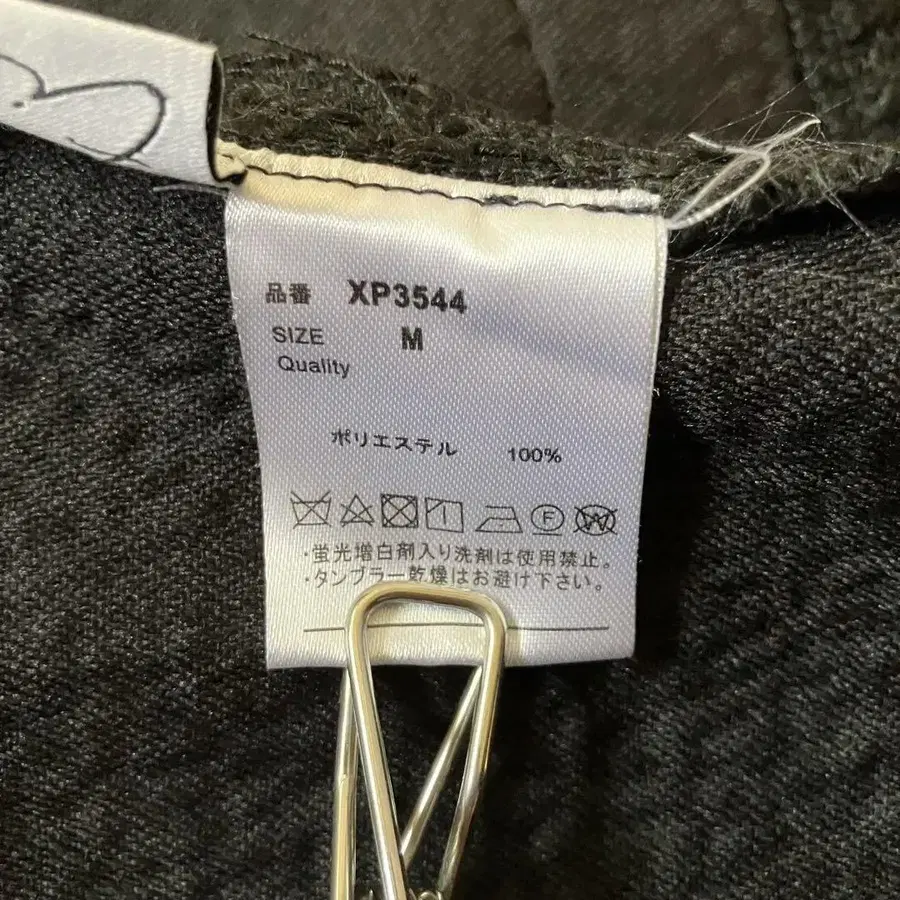 品番 XP3544
SIZE M
Quality
ポリエステル 100%
F W
・蛍光増白剤入り洗剤は使用禁止。
・タンブラー乾燥はお避け下さい。